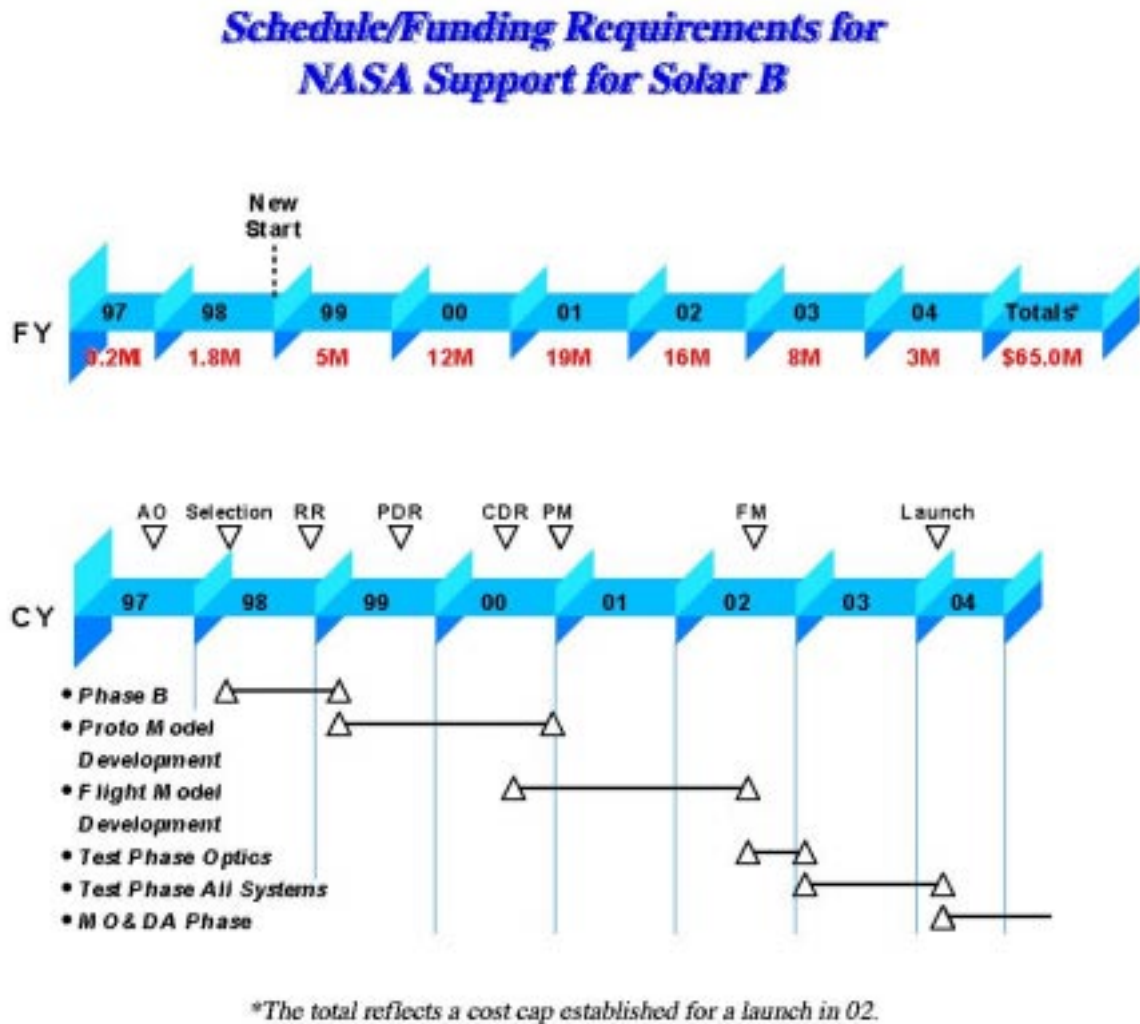 Schedule/Funding Requirements for
NASA Support for Solar B
New
Start
FY
97 98 99 00 01 02 03 04 Totals*
0.2M 1.8M 5M 12M 19M 16M 8M 3M $65.0M
AO Selection RR PDR CDR PM FM Launch
CY
97 98 99 00 01 02 03 04
• Phase B
• Proto Model
Development
• Flight Model
Development
• Test Phase Optics
• Test Phase All Systems
• MO&DA Phase
*The total reflects a cost cap established for a launch in 02.